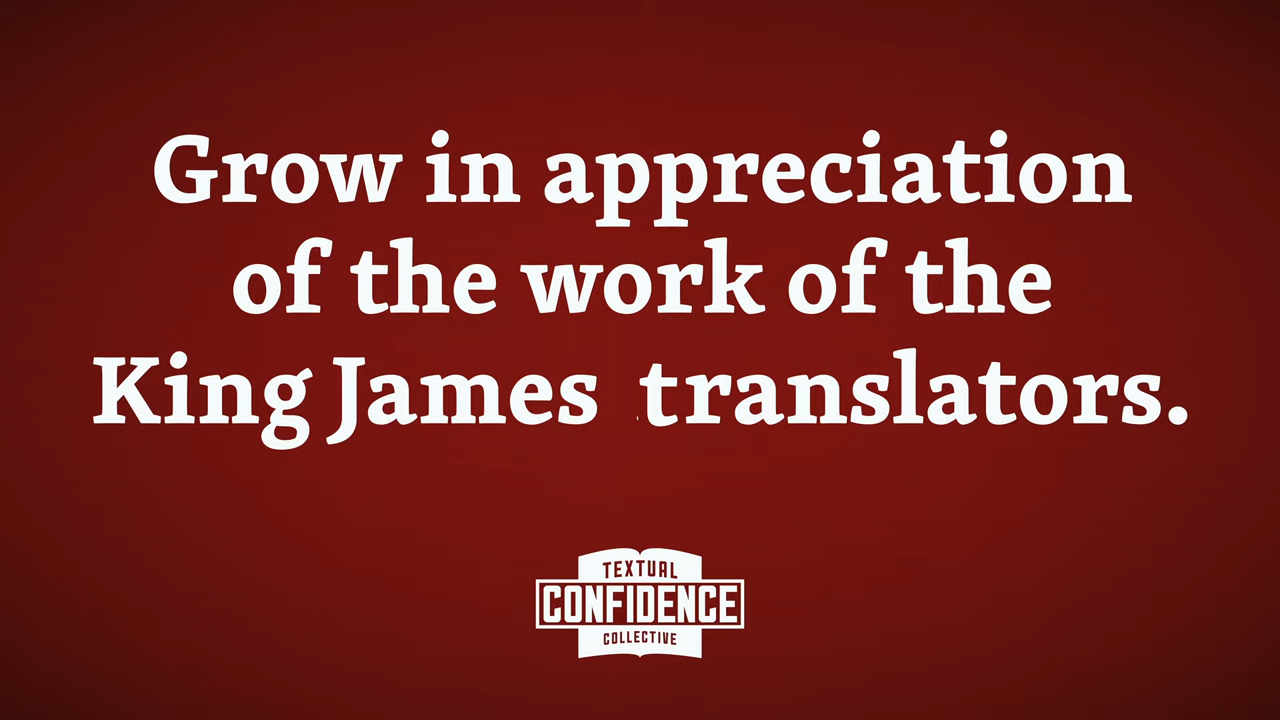 Grow in appreciation
of the work of the
King James translators.
TEXTUAL
CONFIDENCE
COLLECTIVE